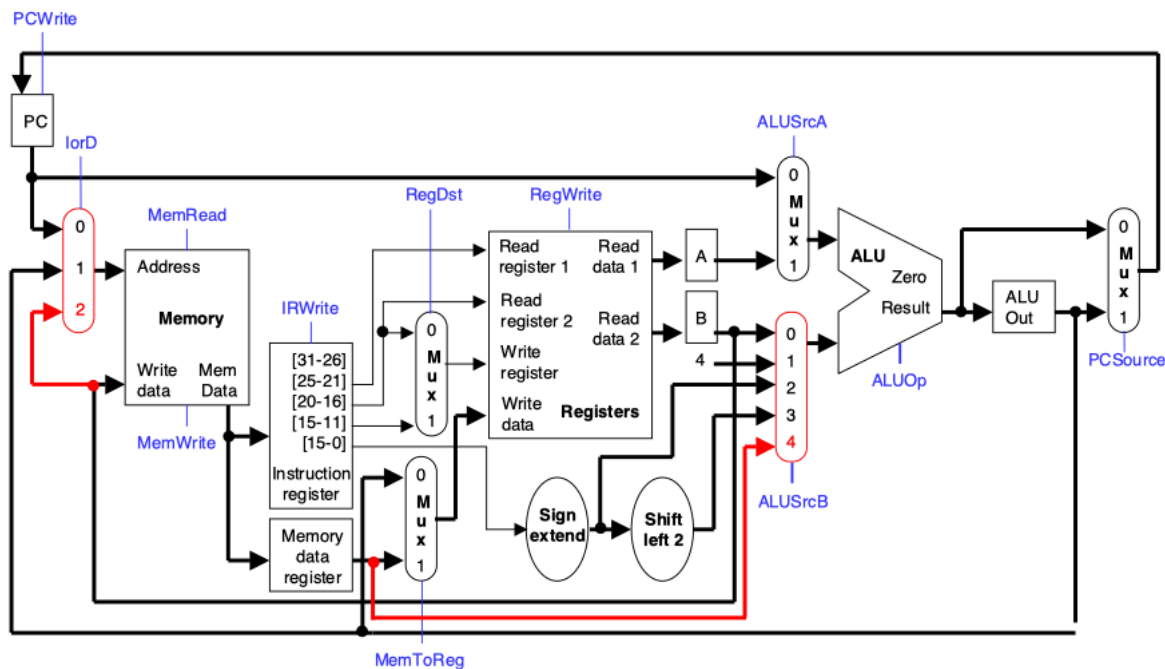 PCWrite
PC
IorD
0
1
2
MemRead
Address
Memory
Write
data
Mem
Data
MemWrite
IRWrite
[31-26]
[25-21]
[20-16]
[15-11]
[15-0]
Instruction
register
Memory
data
register
RegDst
0
M
u
x
1
0
M
u
x
1
MemToReg
RegWrite
Read
register 1
Read
data 1
Read
register 2
Read
data 2
Write
register
Write
data
Registers
Sign
extend
Shift
left 2
A
B
4
ALUSrcA
0
M
u
x
1
0
1
2
3
4
ALUSrcB
ALU
Zero
Result
ALUOp
ALU
Out
0
M
u
x
1
PCSource